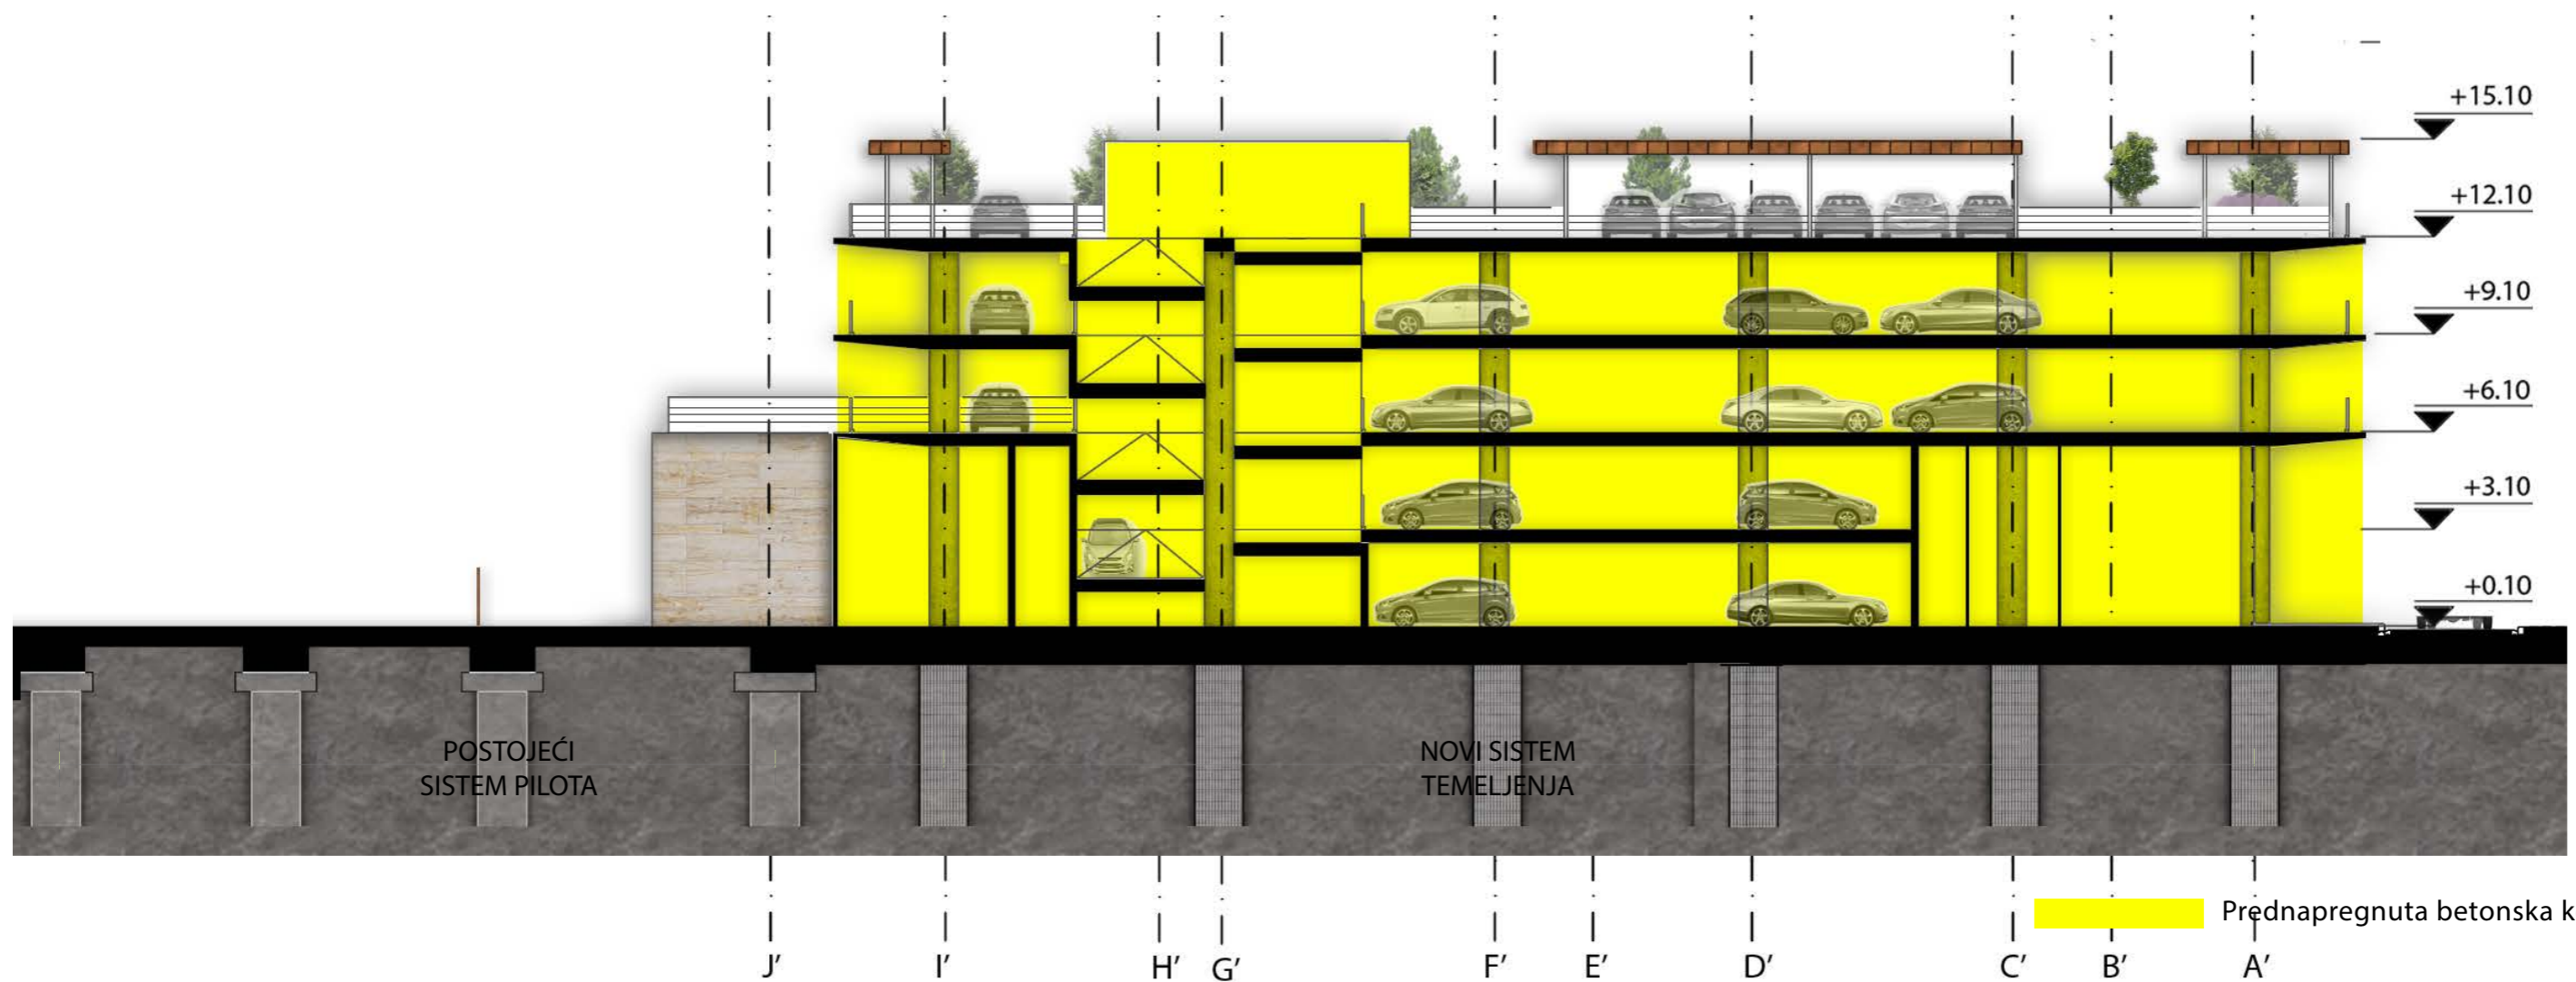 +15.10
+12.10
+9.10
+6.10
+3.10
+0.10
POSTOJEĆI
SISTEM PILOTA
NOVI SISTEM
TEMELJENJA
Prednapregnuta betonska k
J’ I’ H’ G’ F’ E’ D’ C’ B’ A’